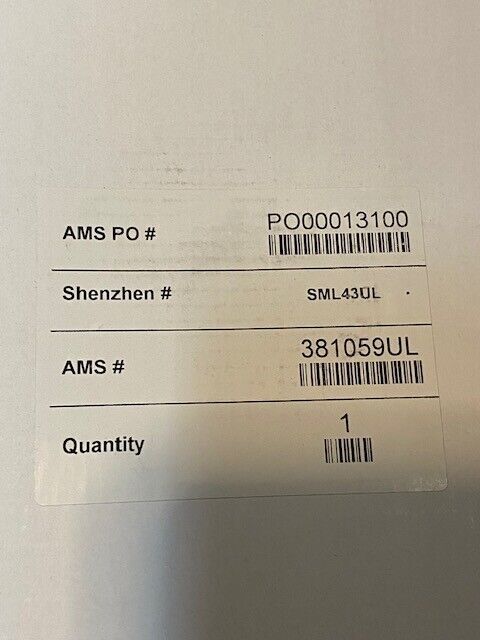 AMS PO # PO00013100
Shenzhen # SML43UL
AMS # 381059UL
Quantity 1